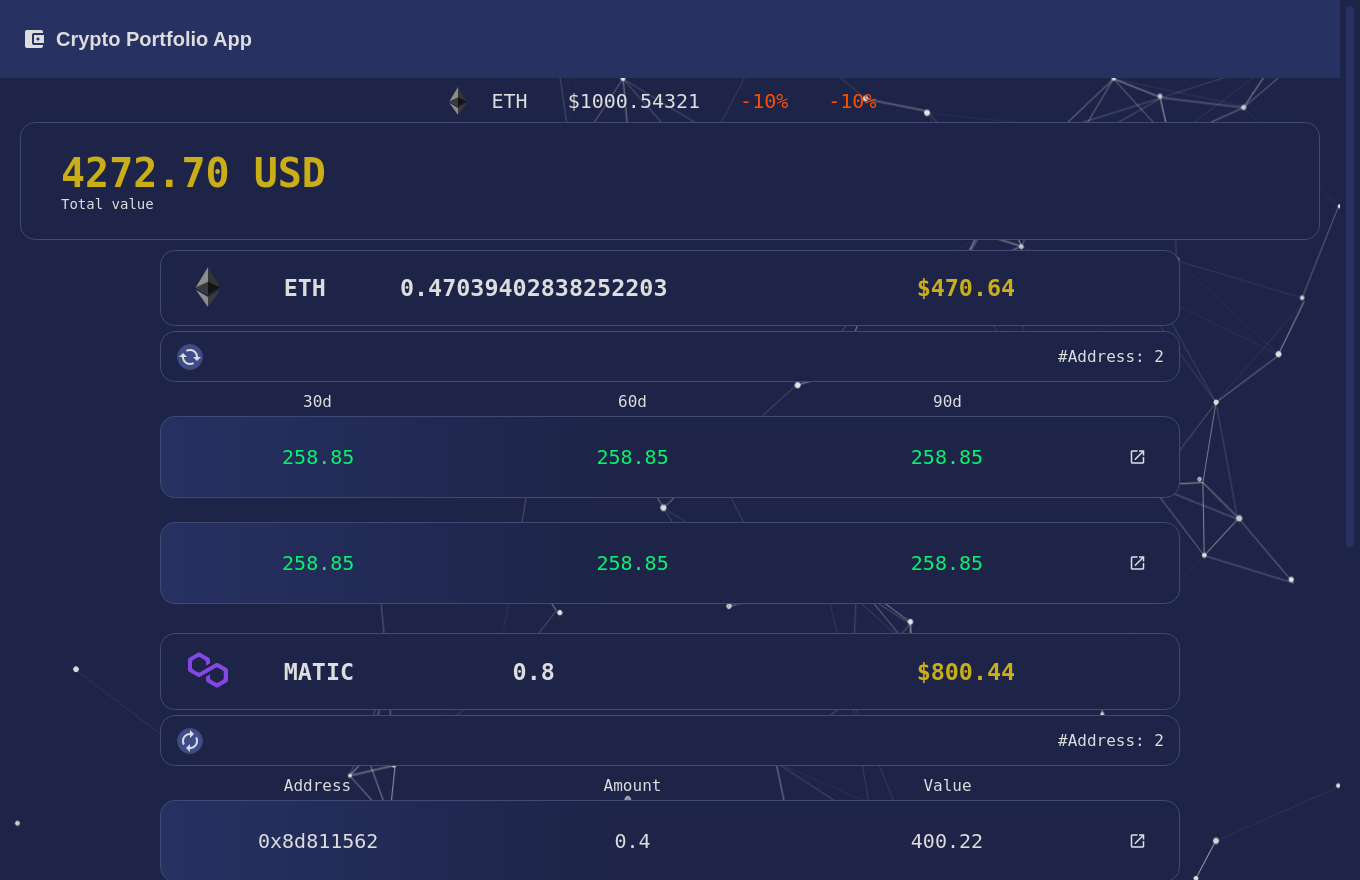 Crypto Portfolio App
ETH $1000.54321 -10% -10%
4272.70 USD
Total value
ETH 0.47039402838252203 $470.64
#Address: 2
30d 60d 90d
258.85 258.85 258.85
258.85 258.85 258.85
MATIC 0.8 $800.44
#Address: 2
Address Amount Value
0x8d811562 0.4 400.22